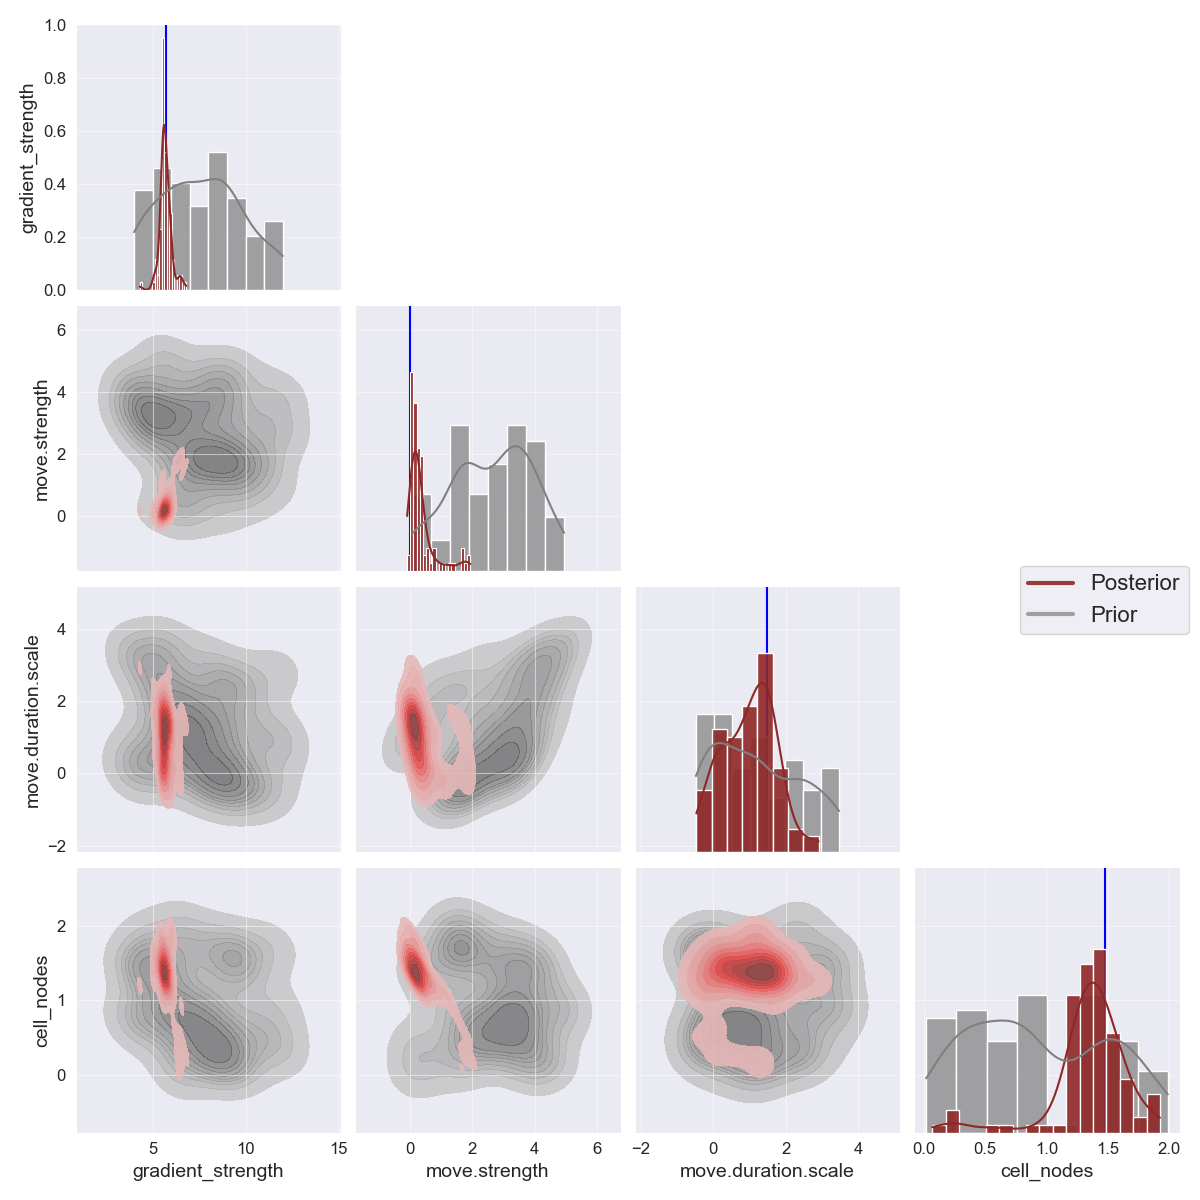 1.0
0.8
0.6
0.4
0.2
0.0
gradient_strength
6
4
2
0
move.strength
4
2
0
−2
move.duration.scale
Posterior
Prior
2
1
0
cell_nodes
5 10 15
gradient_strength
0 2 4 6
move.strength
−2 0 2 4
move.duration.scale
0.0 0.5 1.0 1.5 2.0
cell_nodes